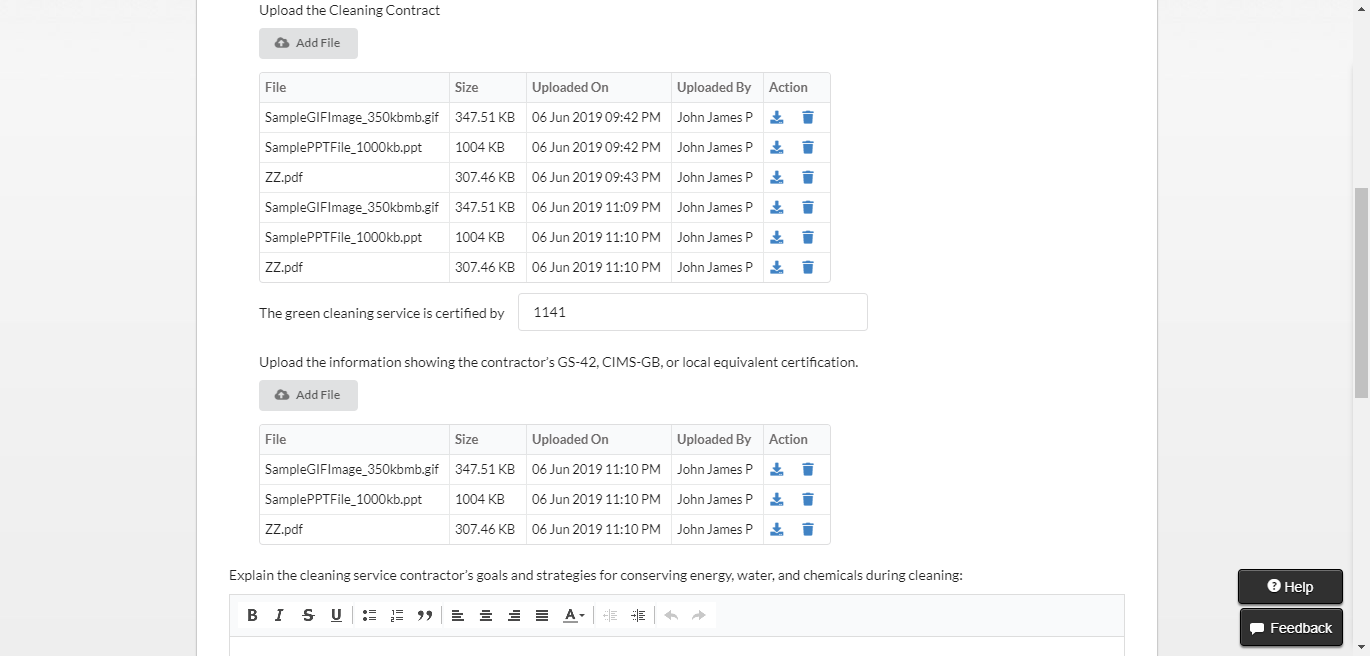 Upload the Cleaning Contract
Add File
File Size Uploaded On Uploaded By Action
SampleGIFImage_350kbmb.gif 347.51 KB 06 Jun 2019 09:42 PM John James P
SamplePPTFile_1000kb.ppt 1004 KB 06 Jun 2019 09:42 PM John James P
ZZ.pdf 307.46 KB 06 Jun 2019 09:43 PM John James P
SampleGIFImage_350kbmb.gif 347.51 KB 06 Jun 2019 11:09 PM John James P
SamplePPTFile_1000kb.ppt 1004 KB 06 Jun 2019 11:10 PM John James P
ZZ.pdf 307.46 KB 06 Jun 2019 11:10 PM John James P
The green cleaning service is certified by 1141
Upload the information showing the contractor's GS-42, CIMS-GB, or local equivalent certification.
Add File
File Size Uploaded On Uploaded By Action
SampleGIFImage_350kbmb.gif 347.51 KB 06 Jun 2019 11:10 PM John James P
SamplePPTFile_1000kb.ppt 1004 KB 06 Jun 2019 11:10 PM John James P
ZZ.pdf 307.46 KB 06 Jun 2019 11:10 PM John James P
Explain the cleaning service contractor's goals and strategies for conserving energy, water, and chemicals during cleaning:
B I S U A
Help
Feedback